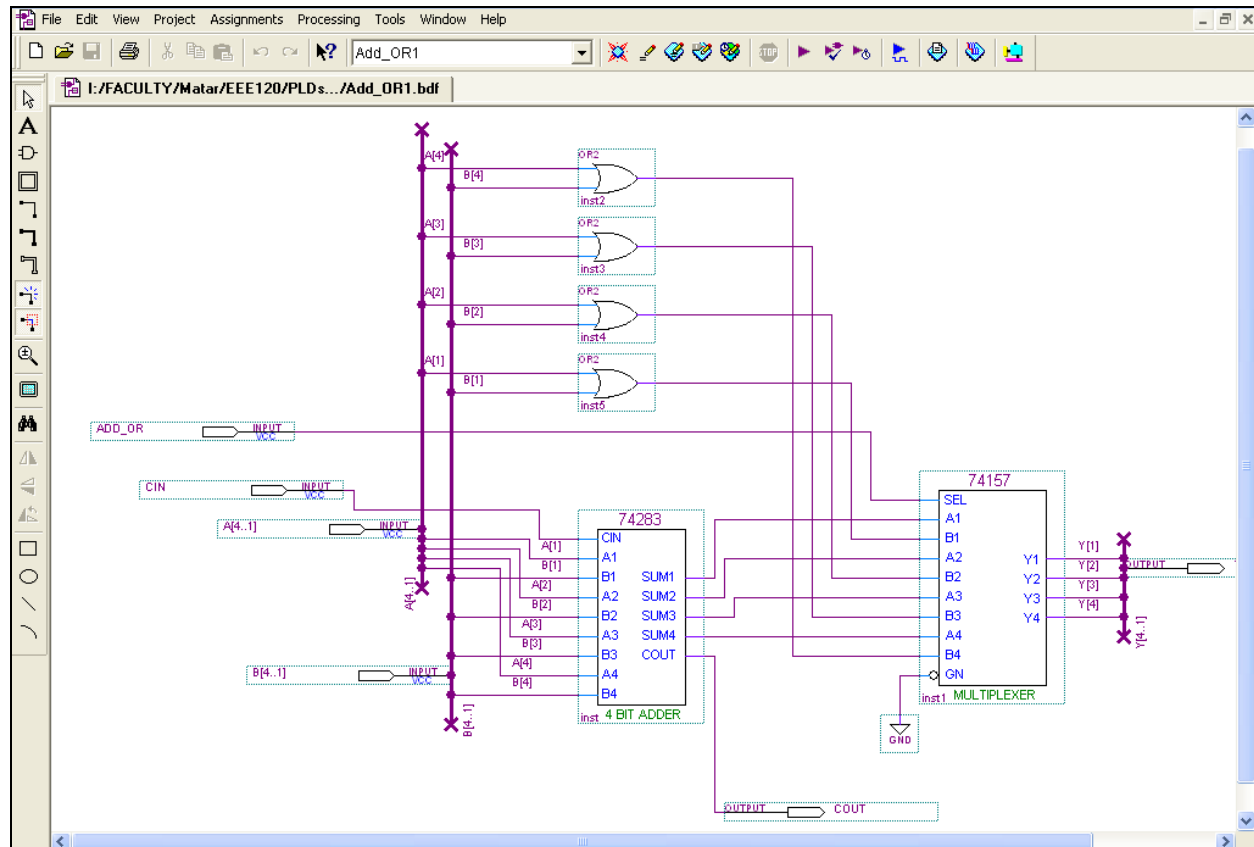 File Edit View Project Assignments Processing Tools Window Help
Add_OR1
STOP
I:/FACULTY/Matar/EEE120/PLDs.../Add_OR1.bdf
A[4]
B[4]
OR2
inst2
A[3]
B[3]
OR2
inst3
A[2]
B[2]
OR2
inst4
A[1]
B[1]
OR2
inst5
ADD_OR INPUT
VCC
CIN INPUT
VCC
A[4..1] INPUT
VCC
B[4..1] INPUT
VCC
A[4..1]
B[4..1]
A[1]
B[1]
A[2]
B[2]
A[3]
B[3]
A[4]
B[4]
74283
CIN
A1
B1 SUM1
A2 SUM2
B2 SUM3
A3 SUM4
B3 COUT
A4
B4
inst 4 BIT ADDER
74157
SEL
A1
B1
A2 Y1
B2 Y2
A3 Y3
B3 Y4
A4
B4
GN
inst1 MULTIPLEXER
GND
Y[1]
Y[2]
Y[3]
Y[4]
OUTPUT
Y[4..1]
OUTPUT COUT